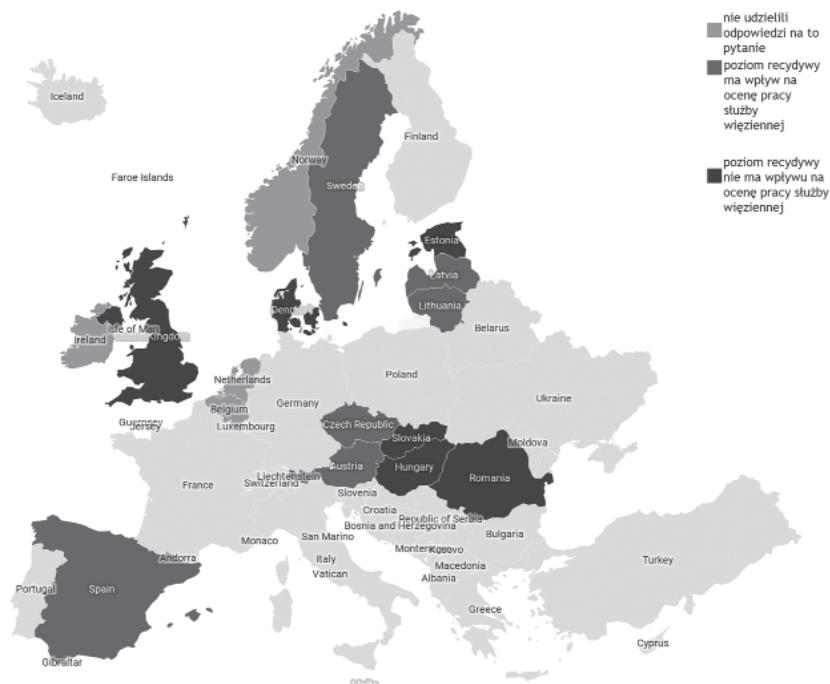 nie udzielili
odpowiedzi na to
pytanie
poziom recydywy
ma wpływ na
ocenę pracy
służby
więziennej
poziom recydywy
nie ma wpływu na
ocenę pracy służby
więziennej
Iceland
Finland
Faroe Islands
Norway
Sweden
Estonia
Latvia
Lithuania
Isle of Man
Kingdo
Ireland
Belarus
Poland
Netherlands
Germany
Ukraine
Belgium
Guernsey
Jersey
Luxembourg
Czech Republic
Slovakia
Moldova
Austria
Hungary
Liechtenstein
Switzerland
Romania
France
Slovenia
Croatia
Republic of Serbia
Bosnia and Herzegovina
Monaco
San Marino
Bulgaria
Kosovo
Andorra
Italy
Vatican
Macedonia
Albania
Turkey
Portugal
Spain
Greece
Cyprus
Gibraltar